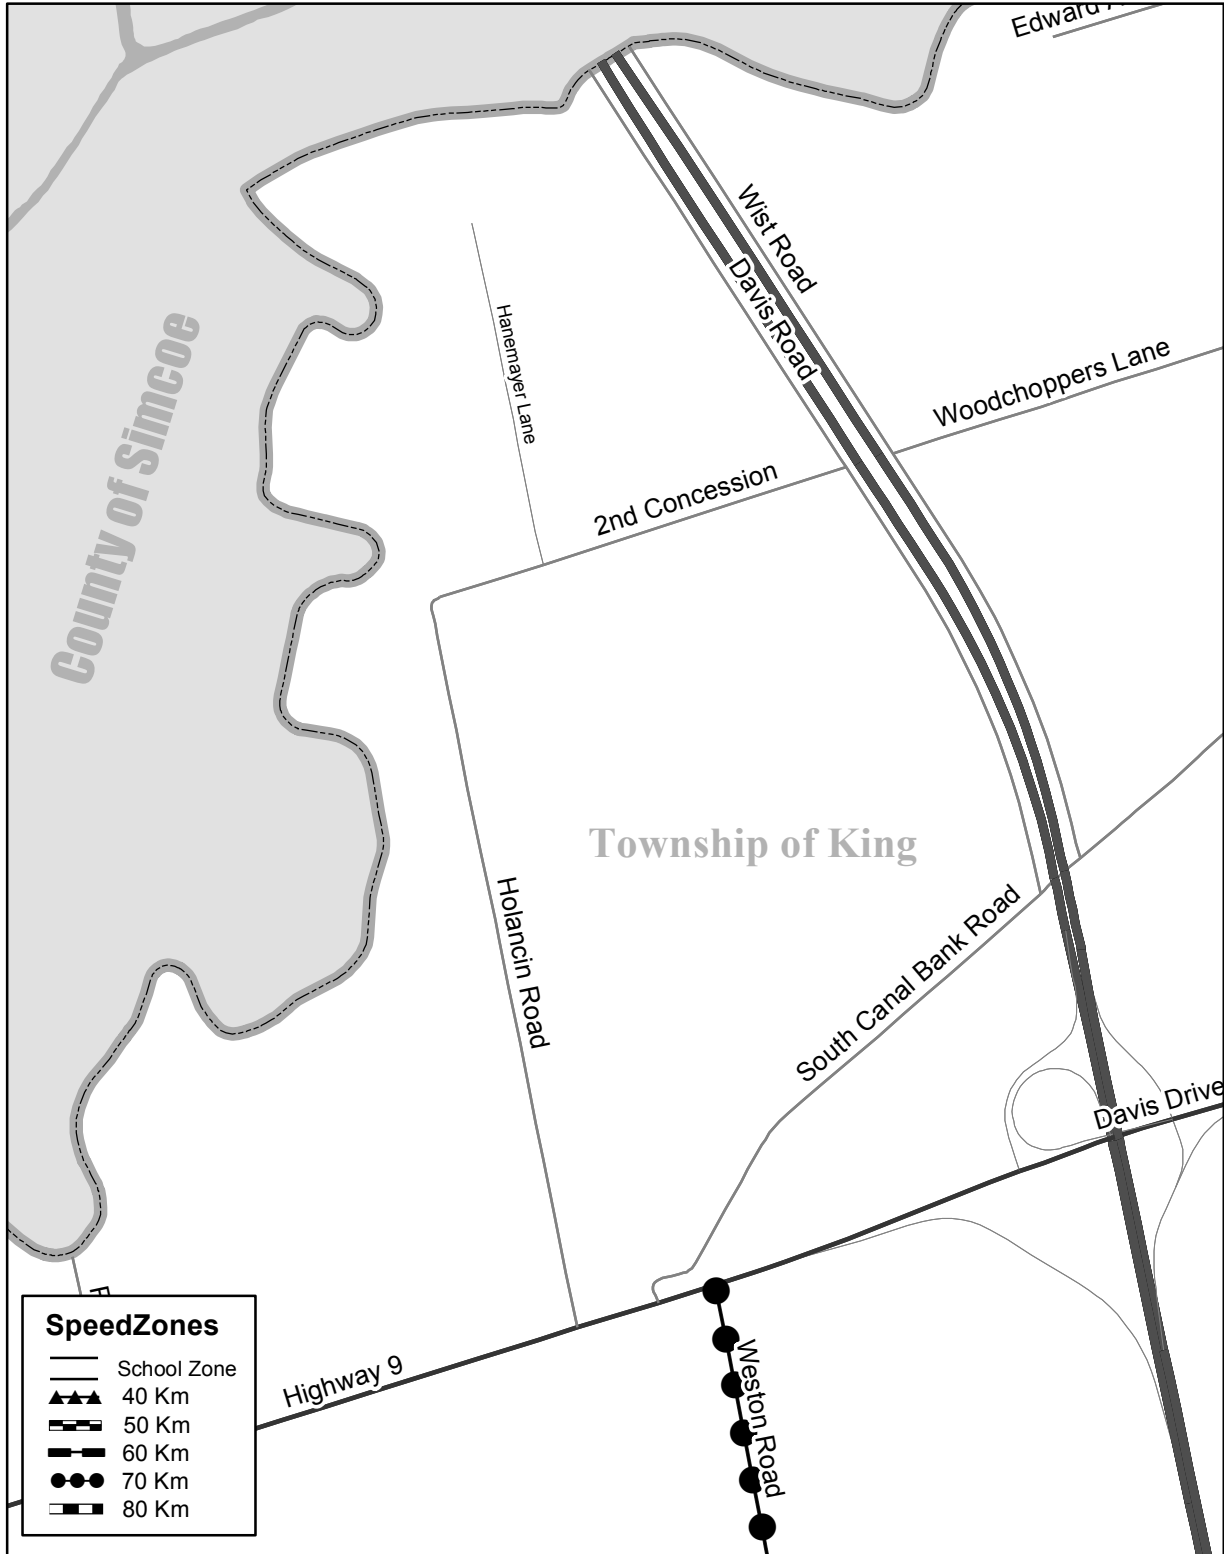 Edward
Wist Road
Davis Road
Hanemayer Lane
Woodchoppers Lane
2nd Concession
County of Simcoe
Township of King
Holancin Road
South Canal Bank Road
Davis Drive
Highway 9
Weston Road
SpeedZones
School Zone
40 Km
50 Km
60 Km
70 Km
80 Km